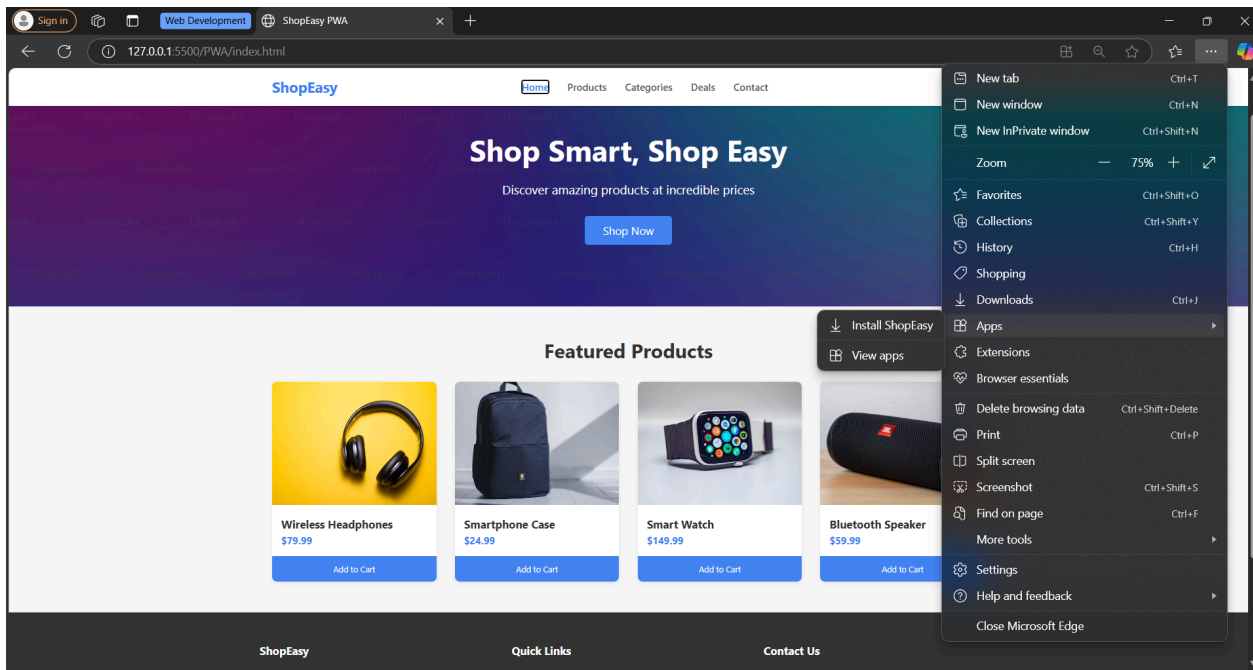 Sign in
Web Development
ShopEasy PWA
127.0.0.1:5500/PWA/index.html
ShopEasy
Home Products Categories Deals Contact
Shop Smart, Shop Easy
Discover amazing products at incredible prices
Shop Now
Featured Products
Wireless Headphones
$79.99
Add to Cart
Smartphone Case
$24.99
Add to Cart
Smart Watch
$149.99
Add to Cart
Bluetooth Speaker
$59.99
Add to Cart
ShopEasy
Quick Links
Contact Us
New tab Ctrl+T
New window Ctrl+N
New InPrivate window Ctrl+Shift+N
Zoom 75%
Favorites Ctrl+Shift+O
Collections Ctrl+Shift+Y
History Ctrl+H
Shopping
Downloads Ctrl+J
Apps
Install ShopEasy
View apps
Extensions
Browser essentials
Delete browsing data Ctrl+Shift+Delete
Print Ctrl+P
Split screen
Screenshot Ctrl+Shift+S
Find on page Ctrl+F
More tools
Settings
Help and feedback
Close Microsoft Edge